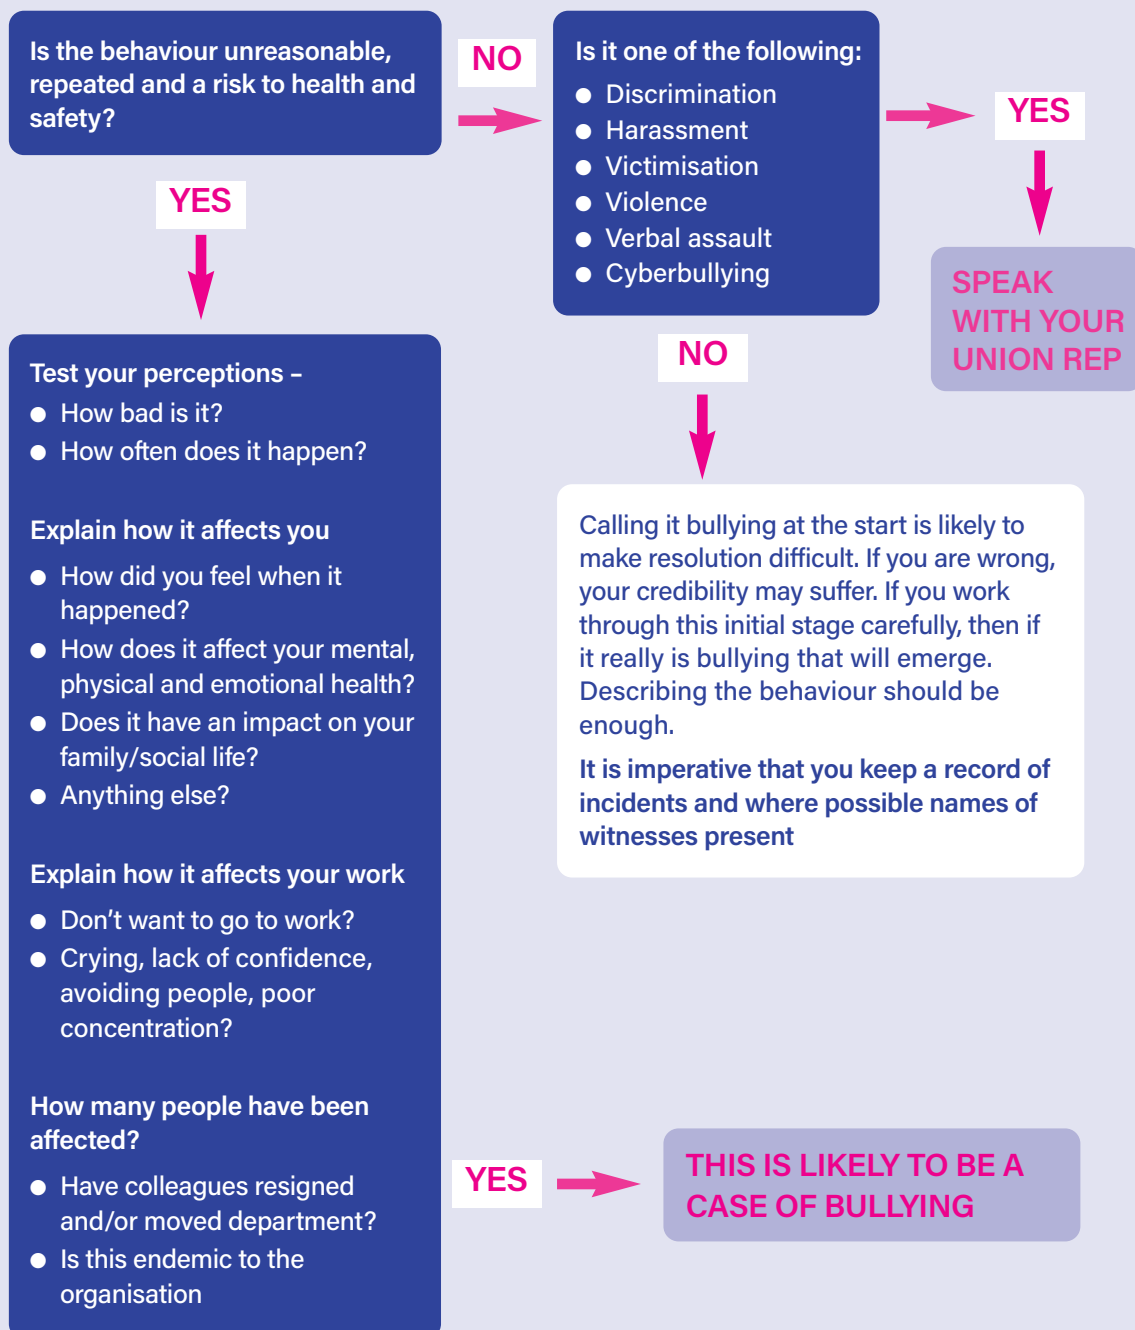 Is the behaviour unreasonable,
repeated and a risk to health and
safety?
NO
Is it one of the following:
● Discrimination
● Harassment
● Victimisation
● Violence
● Verbal assault
● Cyberbullying
YES
SPEAK
WITH YOUR
UNION REP
NO
Calling it bullying at the start is likely to
make resolution difficult. If you are wrong,
your credibility may suffer. If you work
through this initial stage carefully, then if
it really is bullying that will emerge.
Describing the behaviour should be
enough.
It is imperative that you keep a record of
incidents and where possible names of
witnesses present
YES
Test your perceptions –
● How bad is it?
● How often does it happen?
Explain how it affects you
● How did you feel when it
happened?
● How does it affect your mental,
physical and emotional health?
● Does it have an impact on your
family/social life?
● Anything else?
Explain how it affects your work
● Don’t want to go to work?
● Crying, lack of confidence,
avoiding people, poor
concentration?
How many people have been
affected?
● Have colleagues resigned
and/or moved department?
● Is this endemic to the
organisation
YES
THIS IS LIKELY TO BE A
CASE OF BULLYING